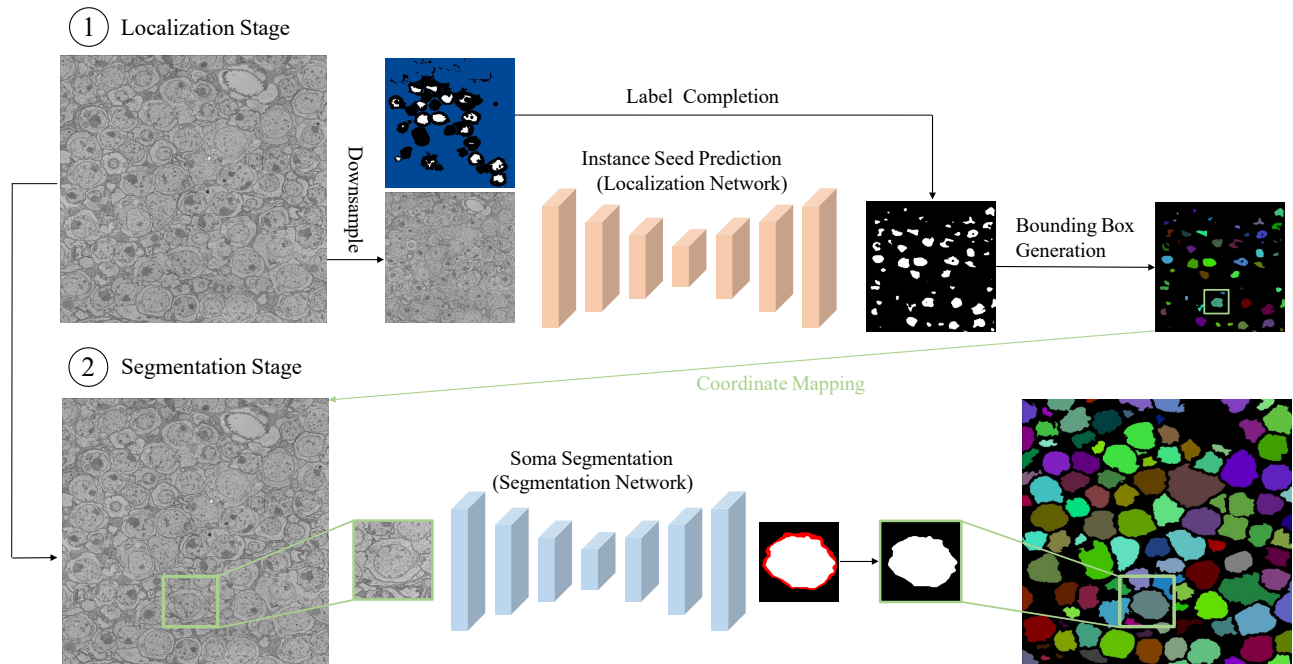 1 Localization Stage
Label Completion
Downsample
Instance Seed Prediction
(Localization Network)
Bounding Box
Generation
2 Segmentation Stage
Coordinate Mapping
Soma Segmentation
(Segmentation Network)